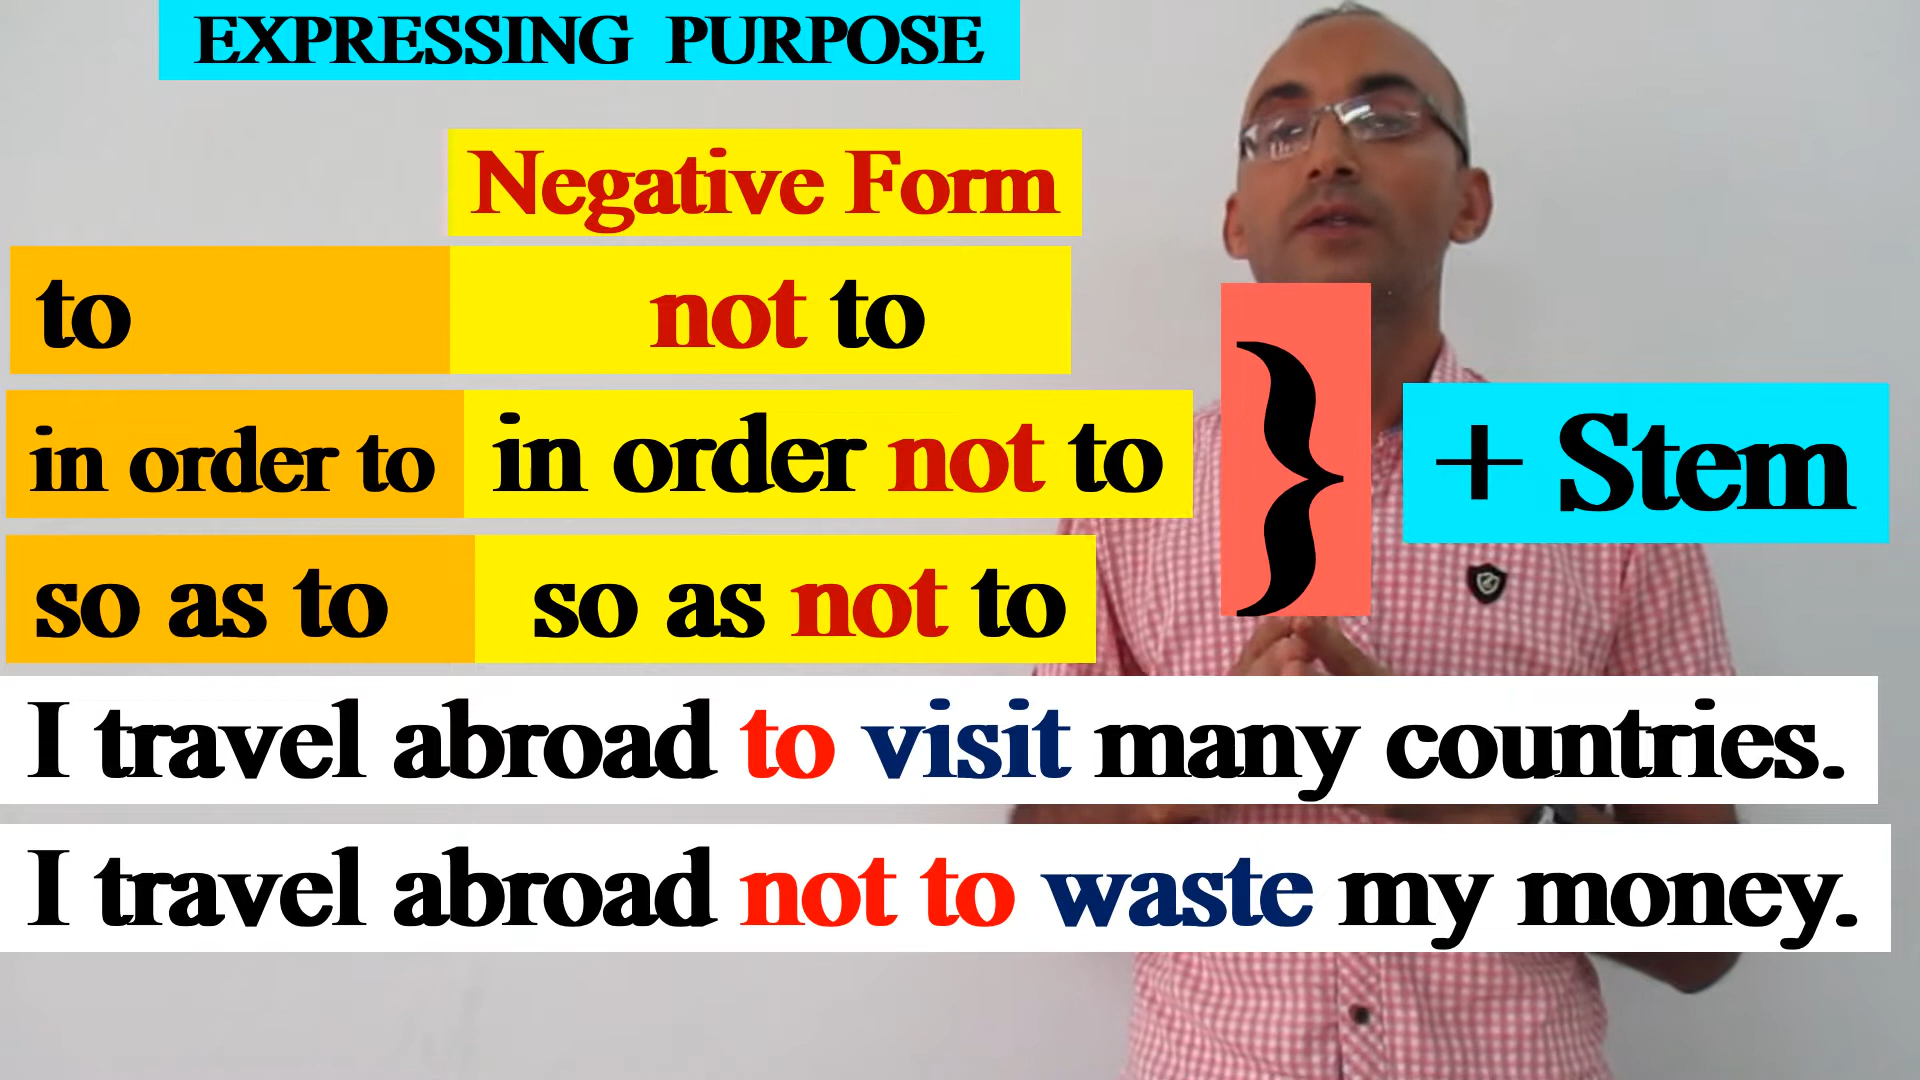 EXPRESSING PURPOSE
Negative Form
to not to
in order to in order not to
so as to so as not to
} + Stem
I travel abroad to visit many countries.
I travel abroad not to waste my money.